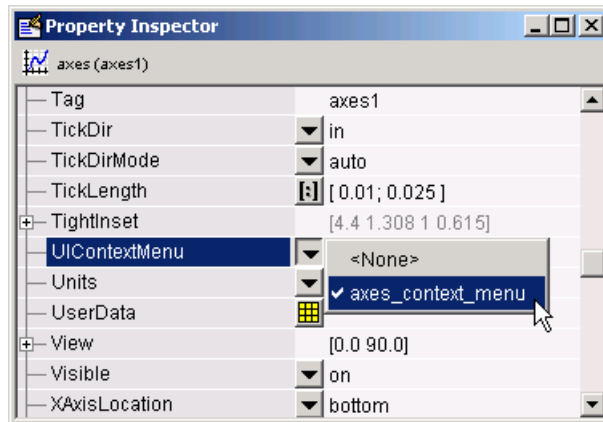 Property Inspector
axes (axes1)
Tag axes1
TickDir in
TickDirMode auto
TickLength [:] [ 0.01; 0.025 ]
TightInset [4.4 1.308 1 0.615]
UIContextMenu
<None>
Units
axes_context_menu
UserData
View [0.0 90.0]
Visible on
XAxisLocation bottom